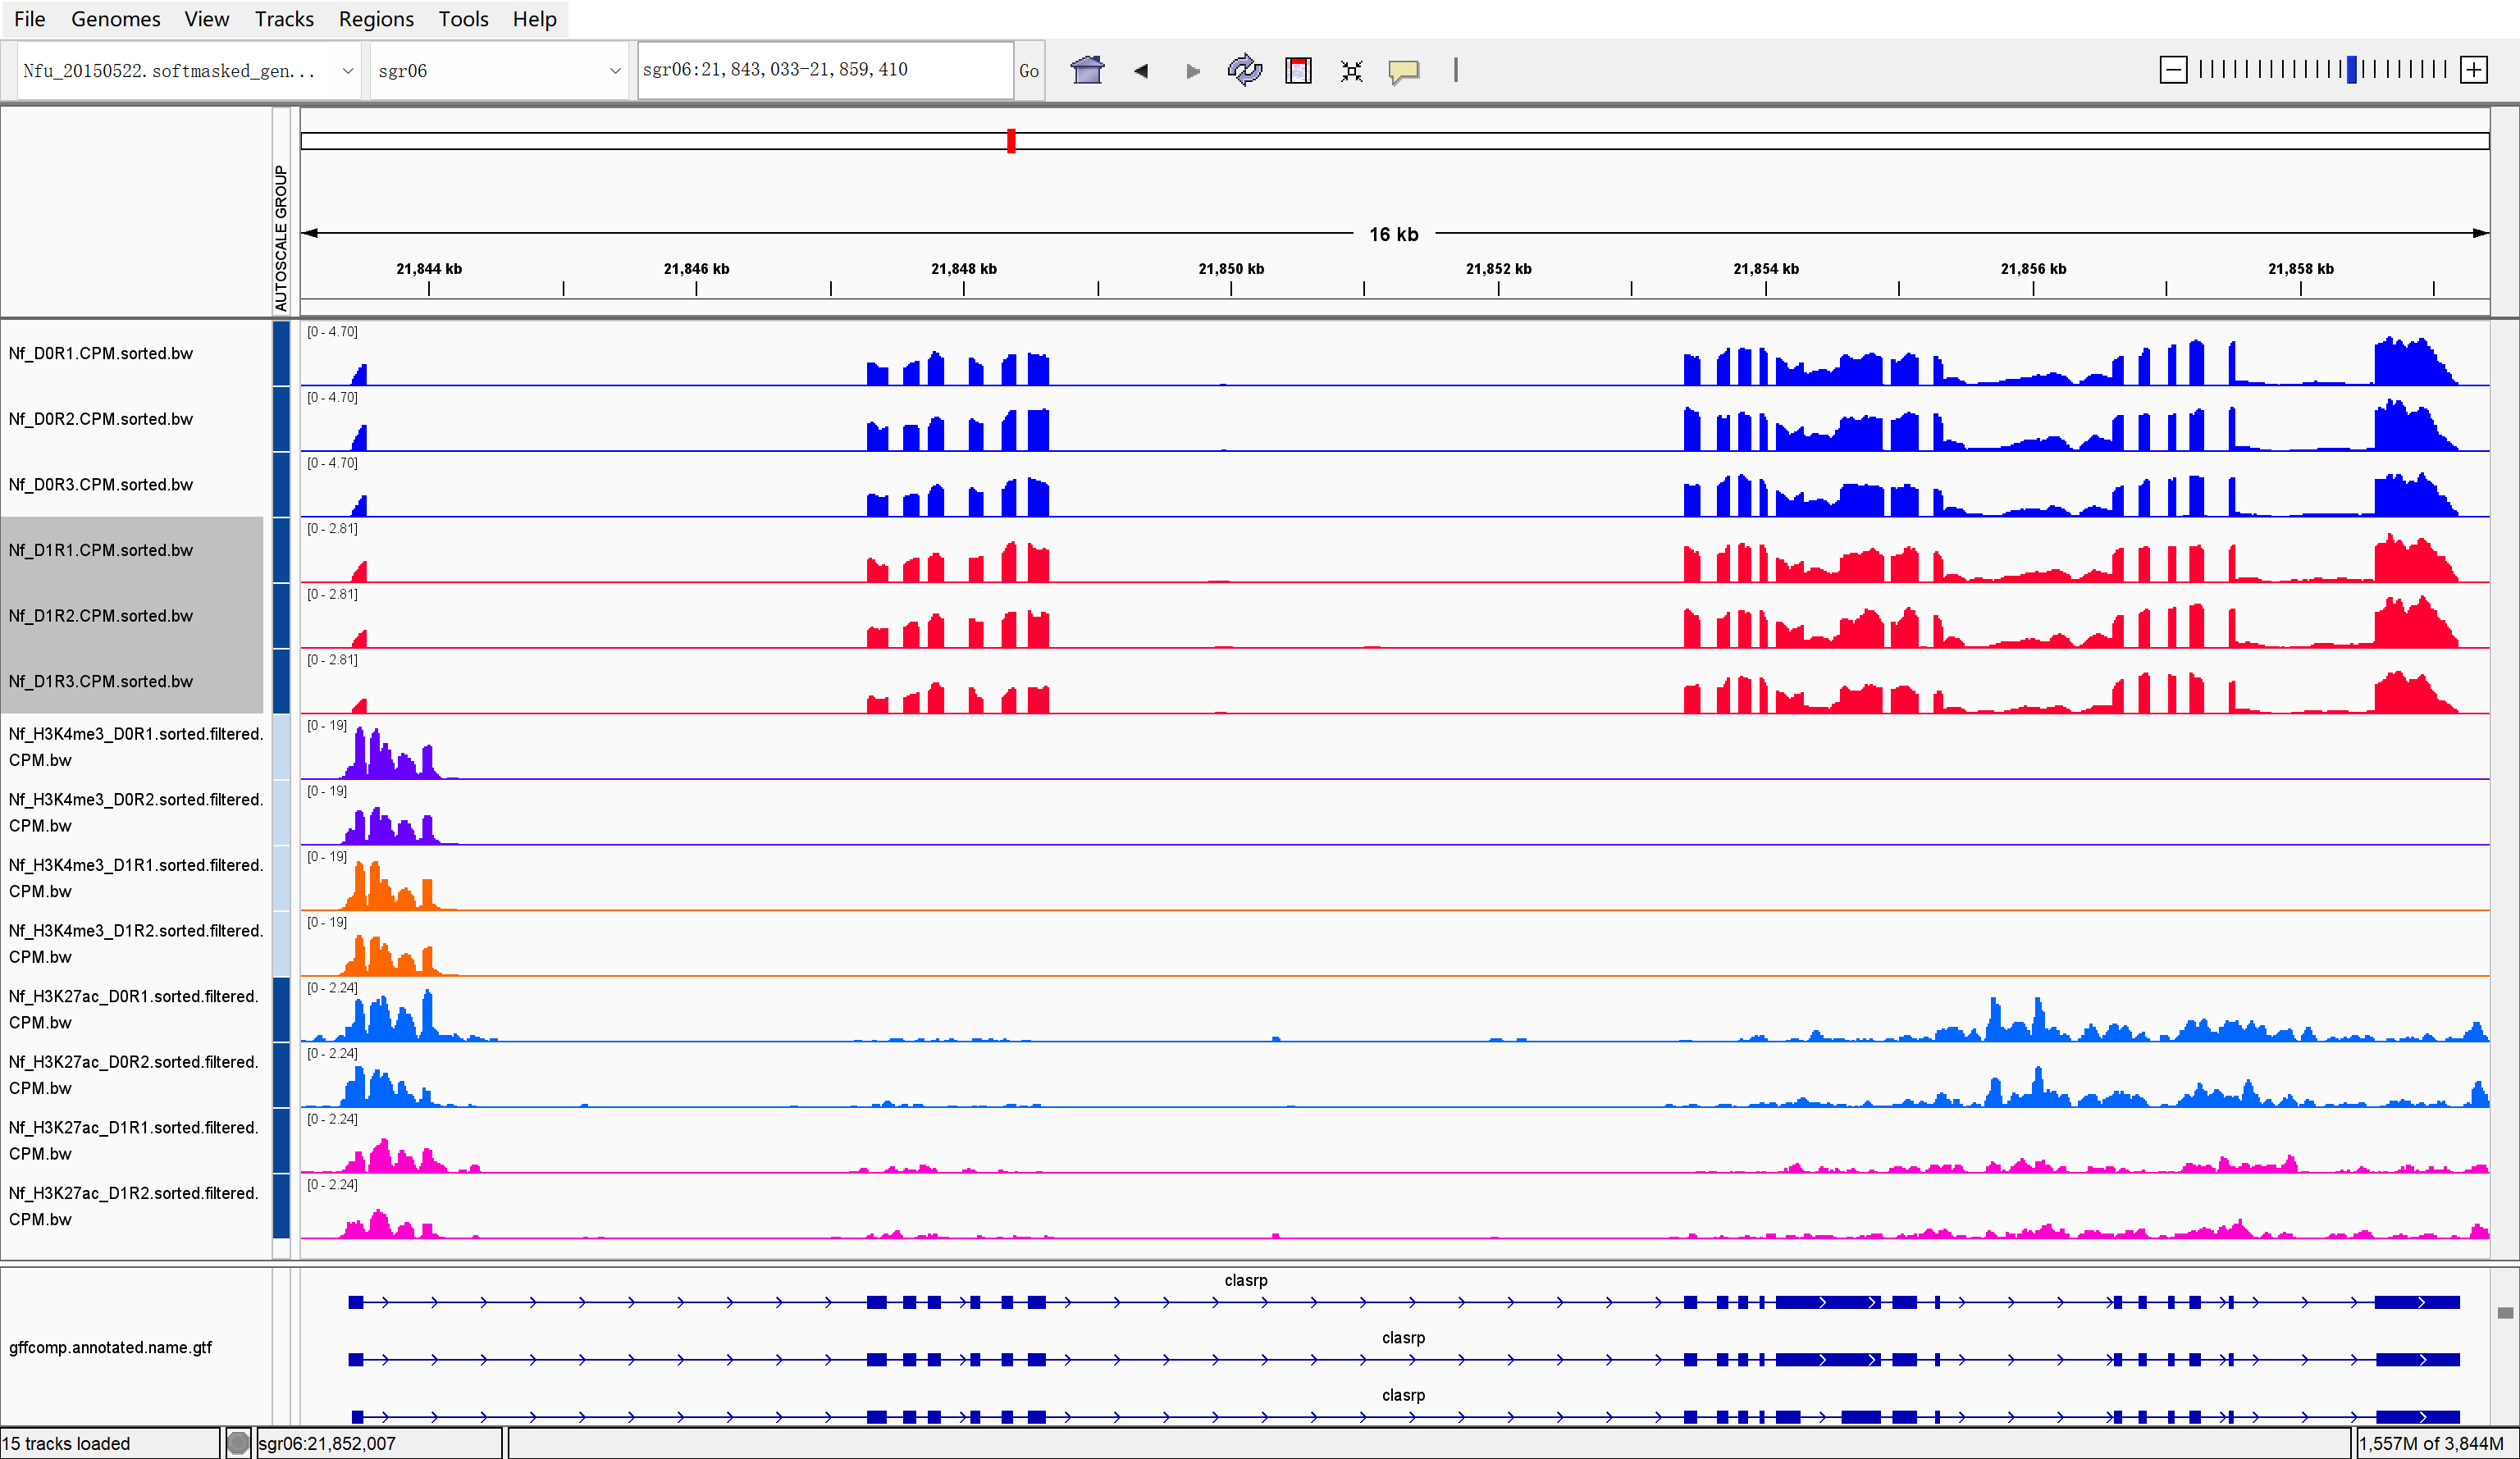 File Genomes View Tracks Regions Tools Help
Nfu_20150522.softmasked_gen... sgr06 sgr06:21,843,033-21,859,410 Go
AUTOSCALE GROUP
16 kb
21,844 kb 21,846 kb 21,848 kb 21,850 kb 21,852 kb 21,854 kb 21,856 kb 21,858 kb
[0 - 4.70]
Nf_D0R1.CPM.sorted.bw
[0 - 4.70]
Nf_D0R2.CPM.sorted.bw
[0 - 4.70]
Nf_D0R3.CPM.sorted.bw
[0 - 2.81]
Nf_D1R1.CPM.sorted.bw
[0 - 2.81]
Nf_D1R2.CPM.sorted.bw
[0 - 2.81]
Nf_D1R3.CPM.sorted.bw
[0 - 19]
Nf_H3K4me3_D0R1.sorted.filtered.
CPM.bw
[0 - 19]
Nf_H3K4me3_D0R2.sorted.filtered.
CPM.bw
[0 - 19]
Nf_H3K4me3_D1R1.sorted.filtered.
CPM.bw
[0 - 19]
Nf_H3K4me3_D1R2.sorted.filtered.
CPM.bw
[0 - 2.24]
Nf_H3K27ac_D0R1.sorted.filtered.
CPM.bw
[0 - 2.24]
Nf_H3K27ac_D0R2.sorted.filtered.
CPM.bw
[0 - 2.24]
Nf_H3K27ac_D1R1.sorted.filtered.
CPM.bw
[0 - 2.24]
Nf_H3K27ac_D1R2.sorted.filtered.
CPM.bw
clasrp
clasrp
gffcomp.annotated.name.gtf
clasrp
15 tracks loaded sgr06:21,852,007 1,557M of 3,844M